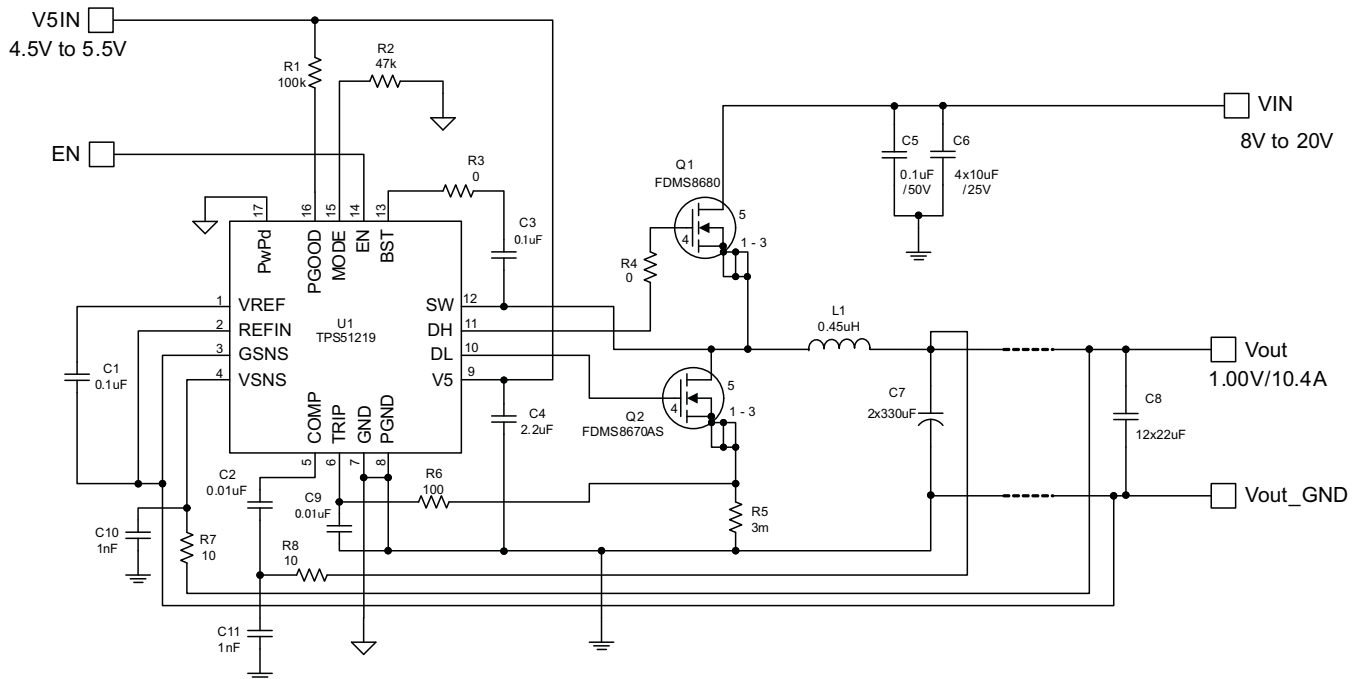 V5IN
4.5V to 5.5V
R1
100k
R2
47k
EN
R3
0
C3
0.1uF
Q1
FDMS8680
5
4
1 - 3
R4
0
C5
0.1uF
/50V
C6
4x10uF
/25V
VIN
8V to 20V
17
16
15
14
13
PwPd
PGOOD
MODE
EN
BST
1
VREF
2
REFIN
3
GSNS
4
VSNS
U1
TPS51219
SW
12
DH
11
DL
10
V5
9
COMP
TRIP
GND
PGND
5
6
7
8
C1
0.1uF
L1
0.45uH
Vout
1.00V/10.4A
5
4
1 - 3
Q2
FDMS8670AS
C4
2.2uF
C7
2x330uF
C8
12x22uF
C2
0.01uF
C9
0.01uF
R6
100
R5
3m
Vout_GND
C10
1nF
R7
10
R8
10
C11
1nF